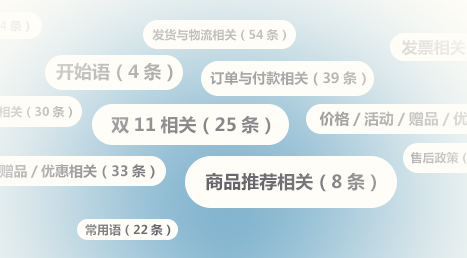 4 条）
发货与物流相关（54 条）
发票相关
开始语（4 条）
订单与付款相关（39 条）
相关（30 条）
双 11 相关（25 条）
价格 / 活动 / 赠品 / 优
售后政策（
赠品 / 优惠相关（33 条）
商品推荐相关（8 条）
常用语（22 条）